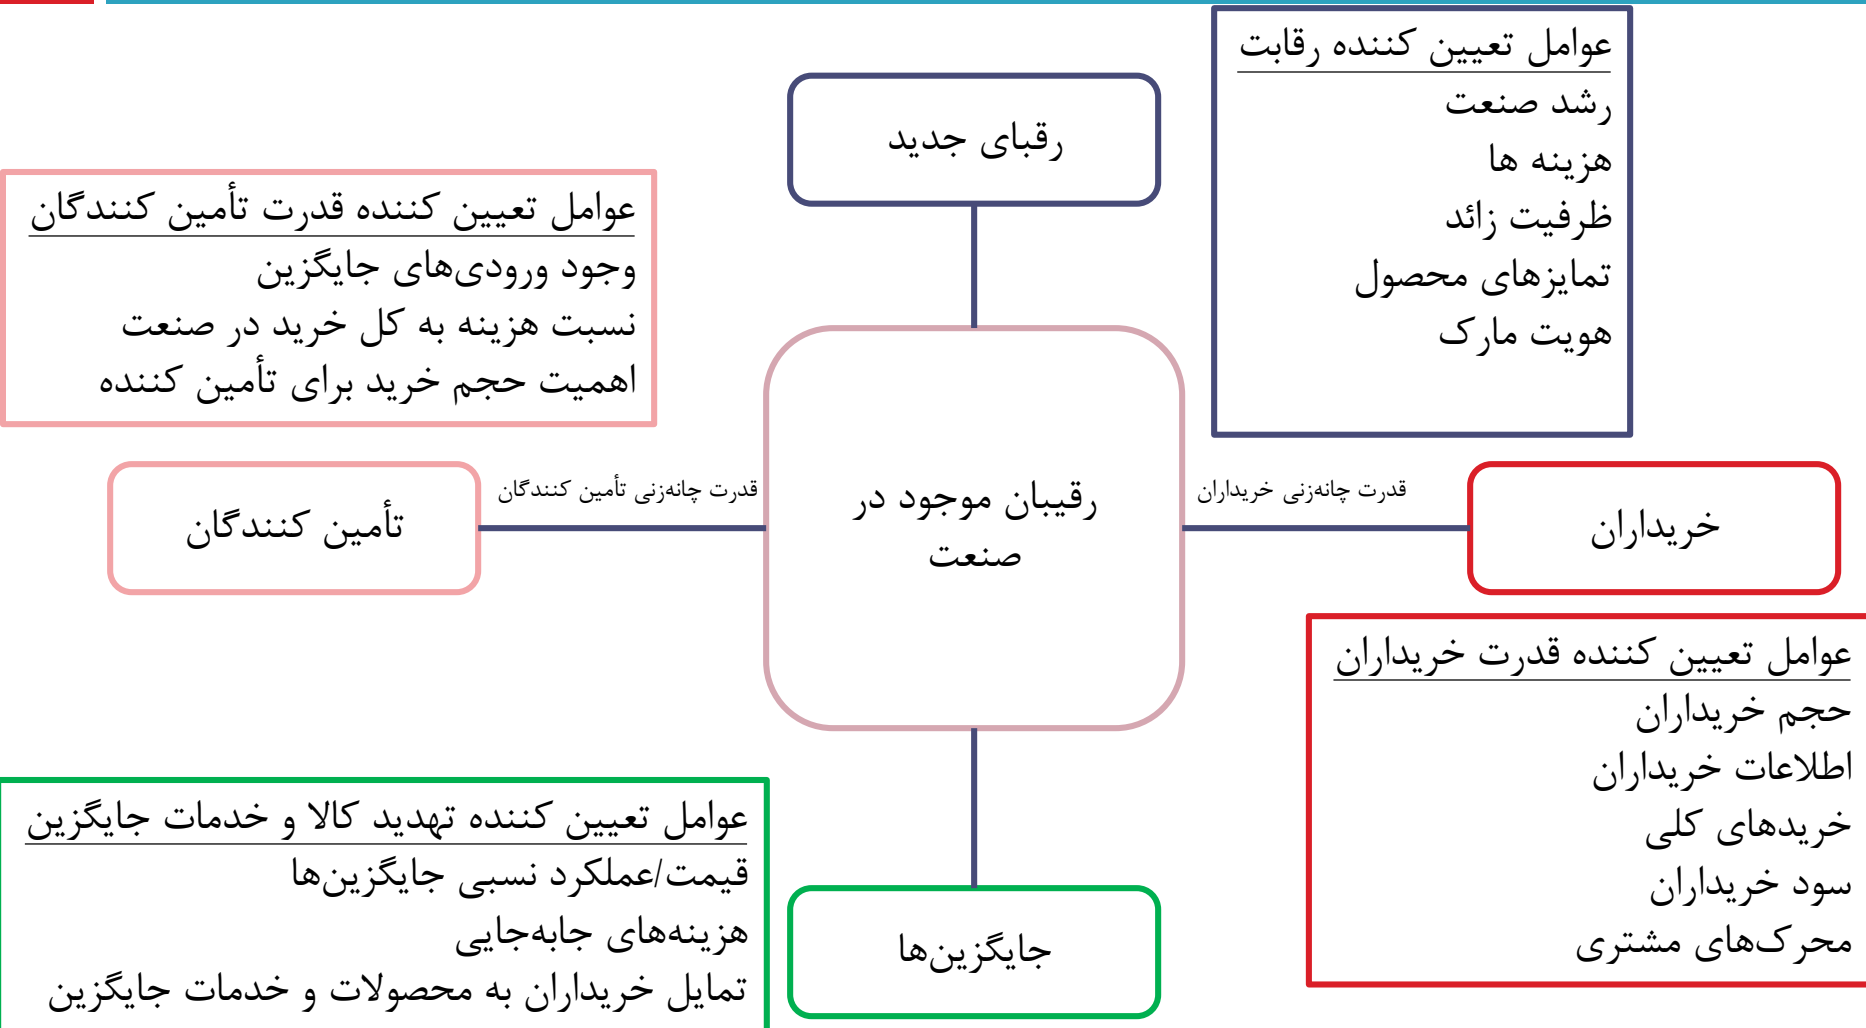 عوامل تعیین کننده رقابت
رشد صنعت
هزینه ها
ظرفیت زائد
تمایزهای محصول
هویت مارک
رقبای جدید
عوامل تعیین کننده قدرت تأمین کنندگان
وجود ورودی‌های جایگزین
نسبت هزینه به کل خرید در صنعت
اهمیت حجم خرید برای تأمین کننده
خریداران
قدرت چانه‌زنی خریداران
رقیبان موجود در
صنعت
قدرت چانه‌زنی تأمین کنندگان
تأمین کنندگان
عوامل تعیین کننده قدرت خریداران
حجم خریداران
اطلاعات خریداران
خریدهای کلی
سود خریداران
محرک‌های مشتری
جایگزین‌ها
عوامل تعیین کننده تهدید کالا و خدمات جایگزین
قیمت/عملکرد نسبی جایگزین‌ها
هزینه‌های جابه‌جایی
تمایل خریداران به محصولات و خدمات جایگزین